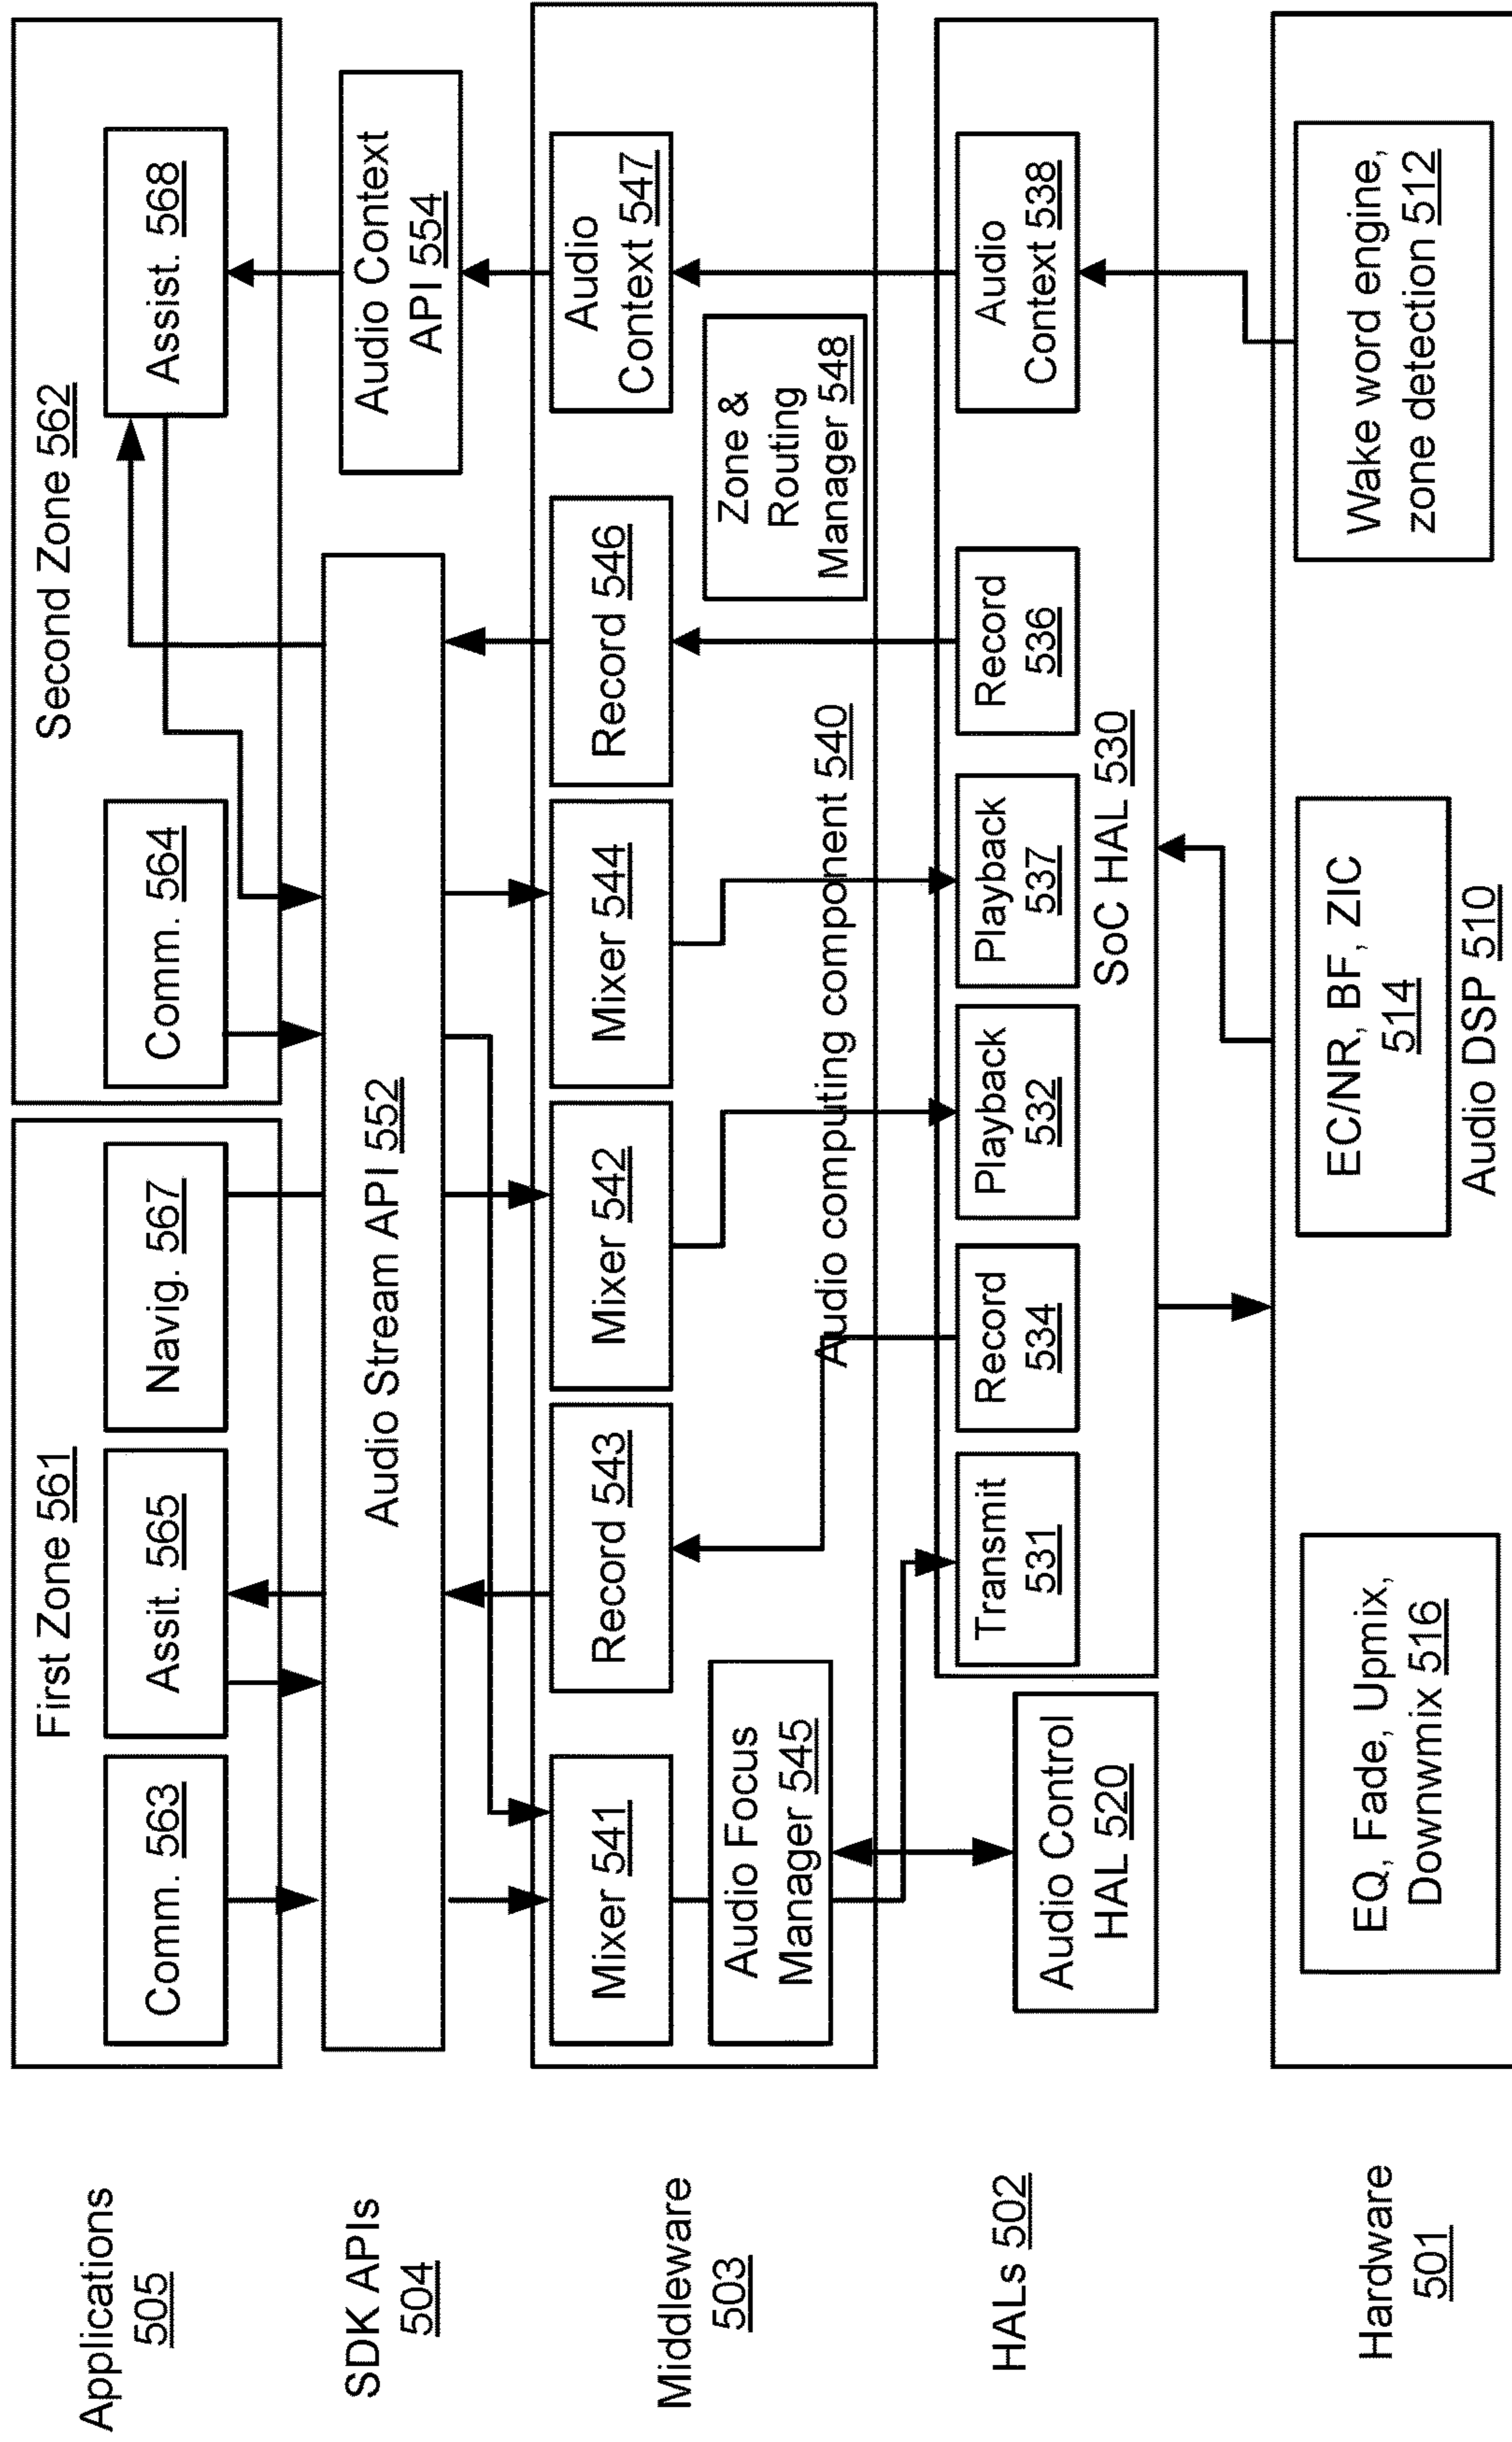 Applications
505
First Zone 561
Comm. 563
Assit. 565
Navig. 567
Second Zone 562
Comm. 564
Assist. 568
SDK APIs
504
Audio Stream API 552
Audio Context
API 554
Middleware
503
Mixer 541
Record 543
Mixer 542
Mixer 544
Record 546
Audio
Context 547
Audio Focus
Manager 545
Zone &
Routing
Manager 548
Audio computing component 540
HALs 502
Audio Control
HAL 520
Transmit
531
Record
534
Playback
532
Playback
537
Record
536
Audio
Context 538
SoC HAL 530
Hardware
501
EQ, Fade, Upmix,
Downwmix 516
EC/NR, BF, ZIC
514
Wake word engine,
zone detection 512
Audio DSP 510